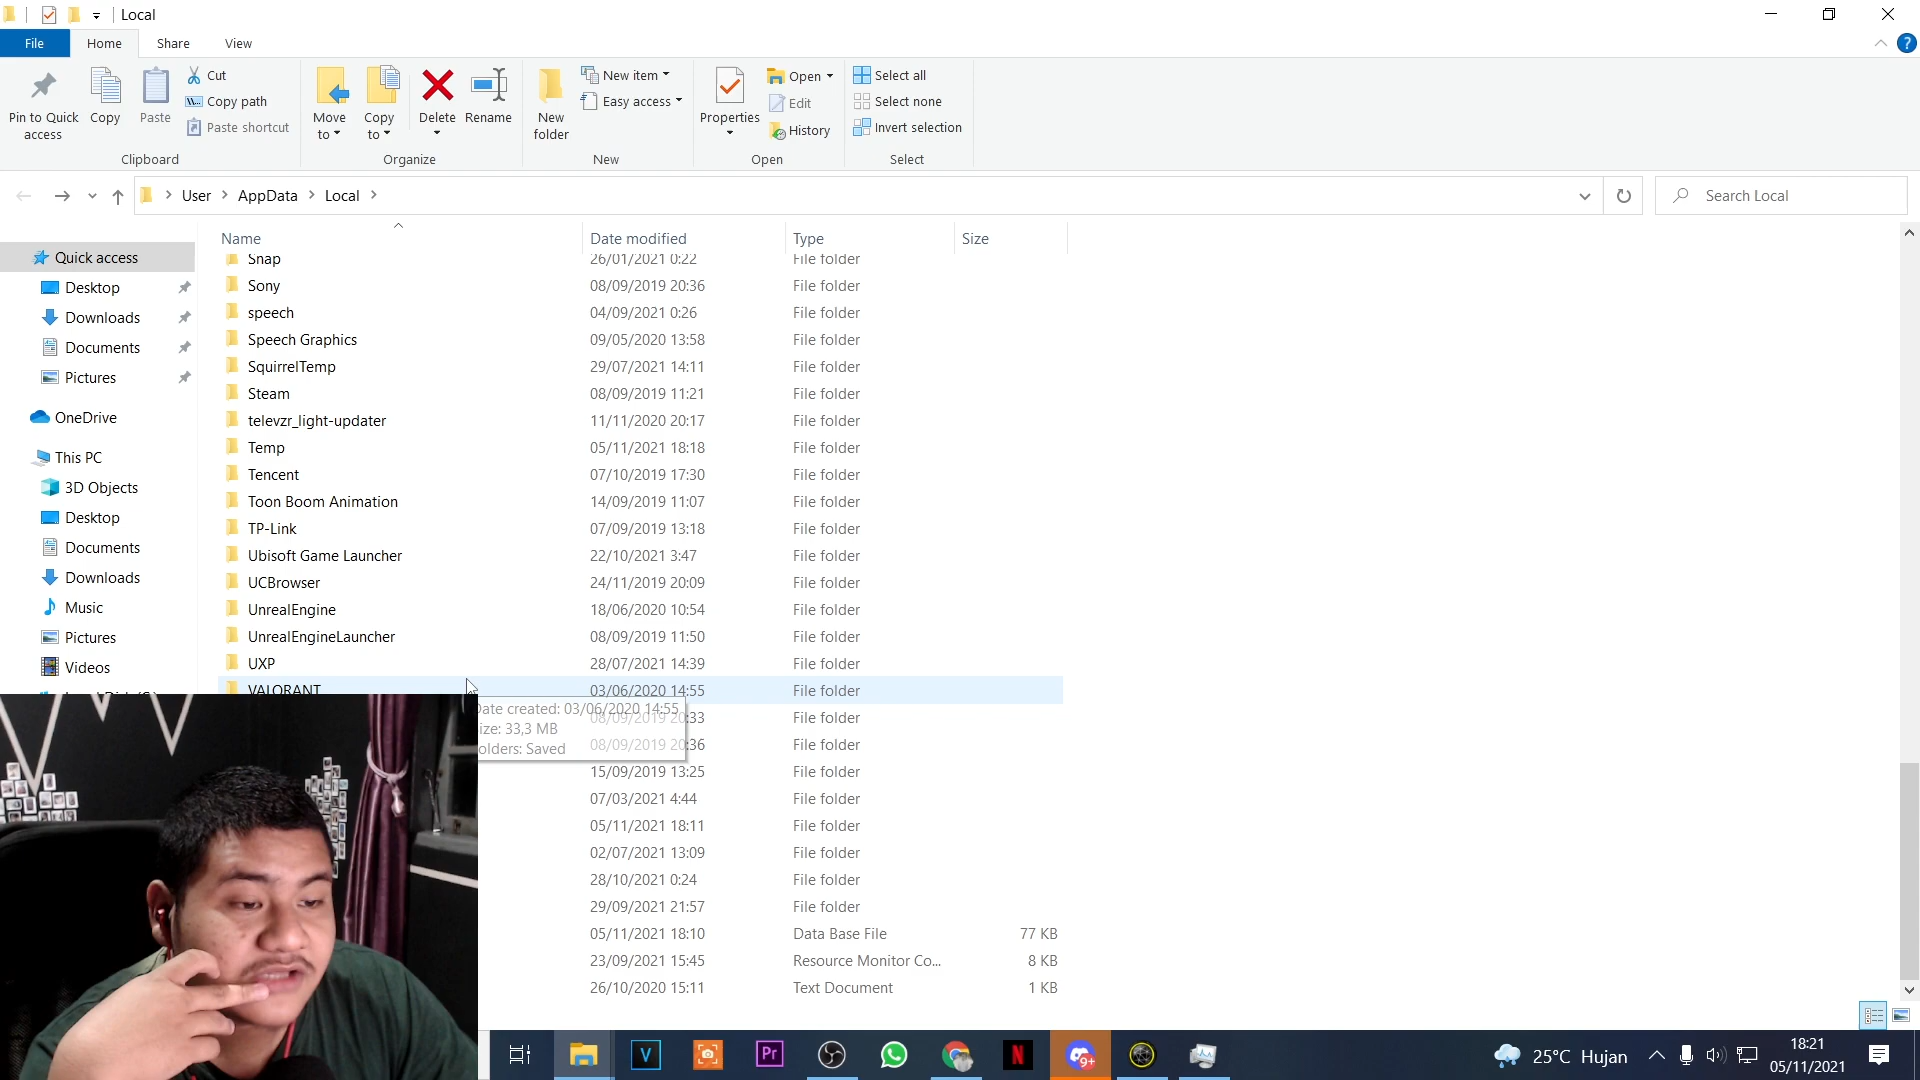 Local
File Home Share View
Pin to Quick access
Copy
Paste
Cut
Copy path
Paste shortcut
Clipboard
Move to
Copy to
Delete
Rename
Organize
New folder
New item
Easy access
New
Properties
Open
Edit
History
Open
Select all
Select none
Invert selection
Select
User > AppData > Local >
Search Local
Name Date modified Type Size
Quick access
Desktop
Downloads
Documents
Pictures
OneDrive
This PC
3D Objects
Desktop
Documents
Downloads
Music
Pictures
Videos
Snap 26/01/2021 0:22 File folder
Sony 08/09/2019 20:36 File folder
speech 04/09/2021 0:26 File folder
Speech Graphics 09/05/2020 13:58 File folder
SquirrelTemp 29/07/2021 14:11 File folder
Steam 08/09/2019 11:21 File folder
televzr_light-updater 11/11/2020 20:17 File folder
Temp 05/11/2021 18:18 File folder
Tencent 07/10/2019 17:30 File folder
Toon Boom Animation 14/09/2019 11:07 File folder
TP-Link 07/09/2019 13:18 File folder
Ubisoft Game Launcher 22/10/2021 3:47 File folder
UCBrowser 24/11/2019 20:09 File folder
UnrealEngine 18/06/2020 10:54 File folder
UnrealEngineLauncher 08/09/2019 11:50 File folder
UXP 28/07/2021 14:39 File folder
VALORANT 03/06/2020 14:55 File folder
Date created: 03/06/2020 14:55
08/09/2019 20:33 File folder
Size: 33,3 MB
08/09/2019 20:36 File folder
Folders: Saved
15/09/2019 13:25 File folder
07/03/2021 4:44 File folder
05/11/2021 18:11 File folder
02/07/2021 13:09 File folder
28/10/2021 0:24 File folder
29/09/2021 21:57 File folder
05/11/2021 18:10 Data Base File 77 KB
23/09/2021 15:45 Resource Monitor Co... 8 KB
26/10/2020 15:11 Text Document 1 KB
V
Pr
N
9+
25°C Hujan
18:21
05/11/2021